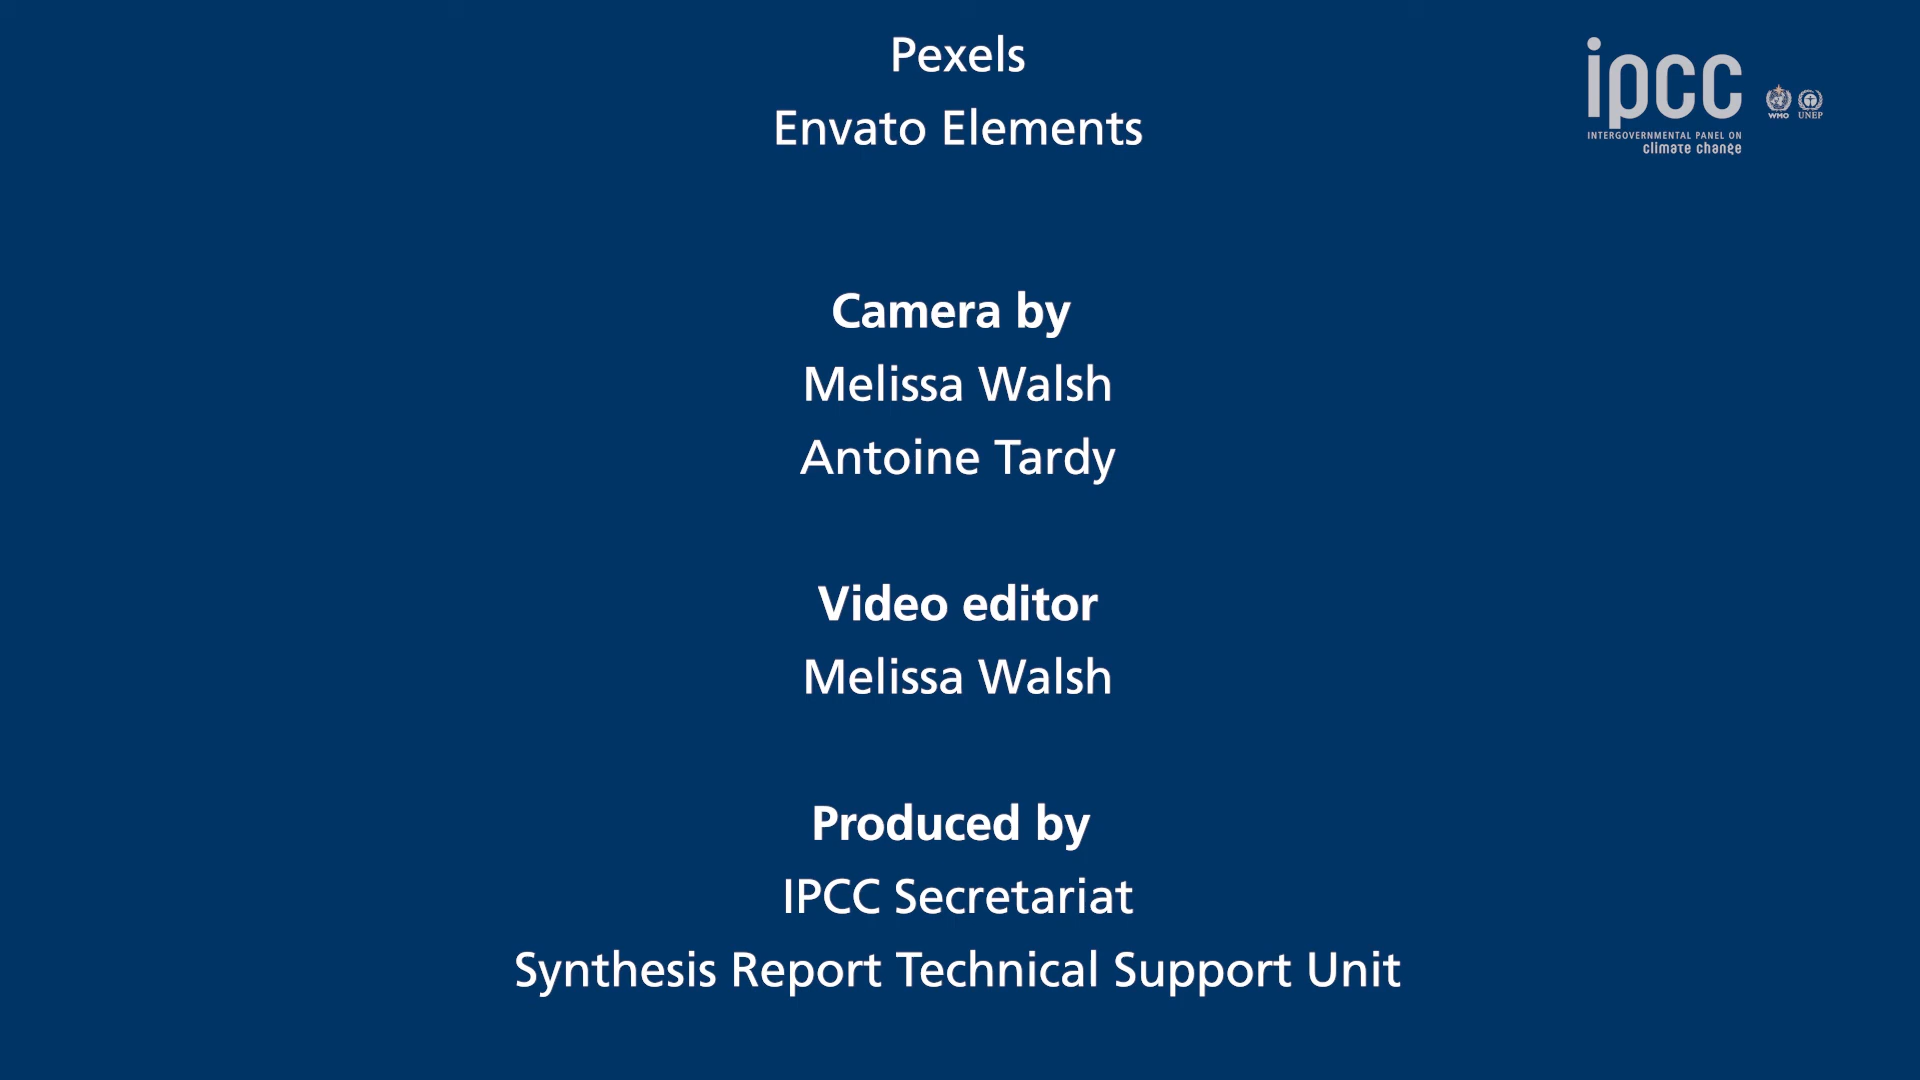 Pexels
Envato Elements
ipcc
INTERGOVERNMENTAL PANEL ON
climate change
WMO
UNEP
Camera by
Melissa Walsh
Antoine Tardy
Video editor
Melissa Walsh
Produced by
IPCC Secretariat
Synthesis Report Technical Support Unit